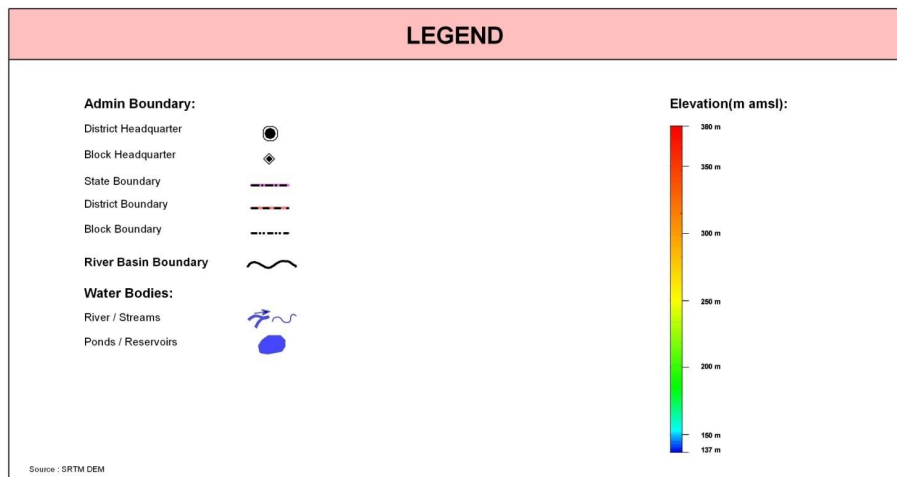 LEGEND
Admin Boundary:
District Headquarter
Block Headquarter
State Boundary
District Boundary
Block Boundary
River Basin Boundary
Water Bodies:
River / Streams
Ponds / Reservoirs
Elevation(m amsl):
380 m
350 m
300 m
250 m
200 m
150 m
137 m
Source : SRTM DEM